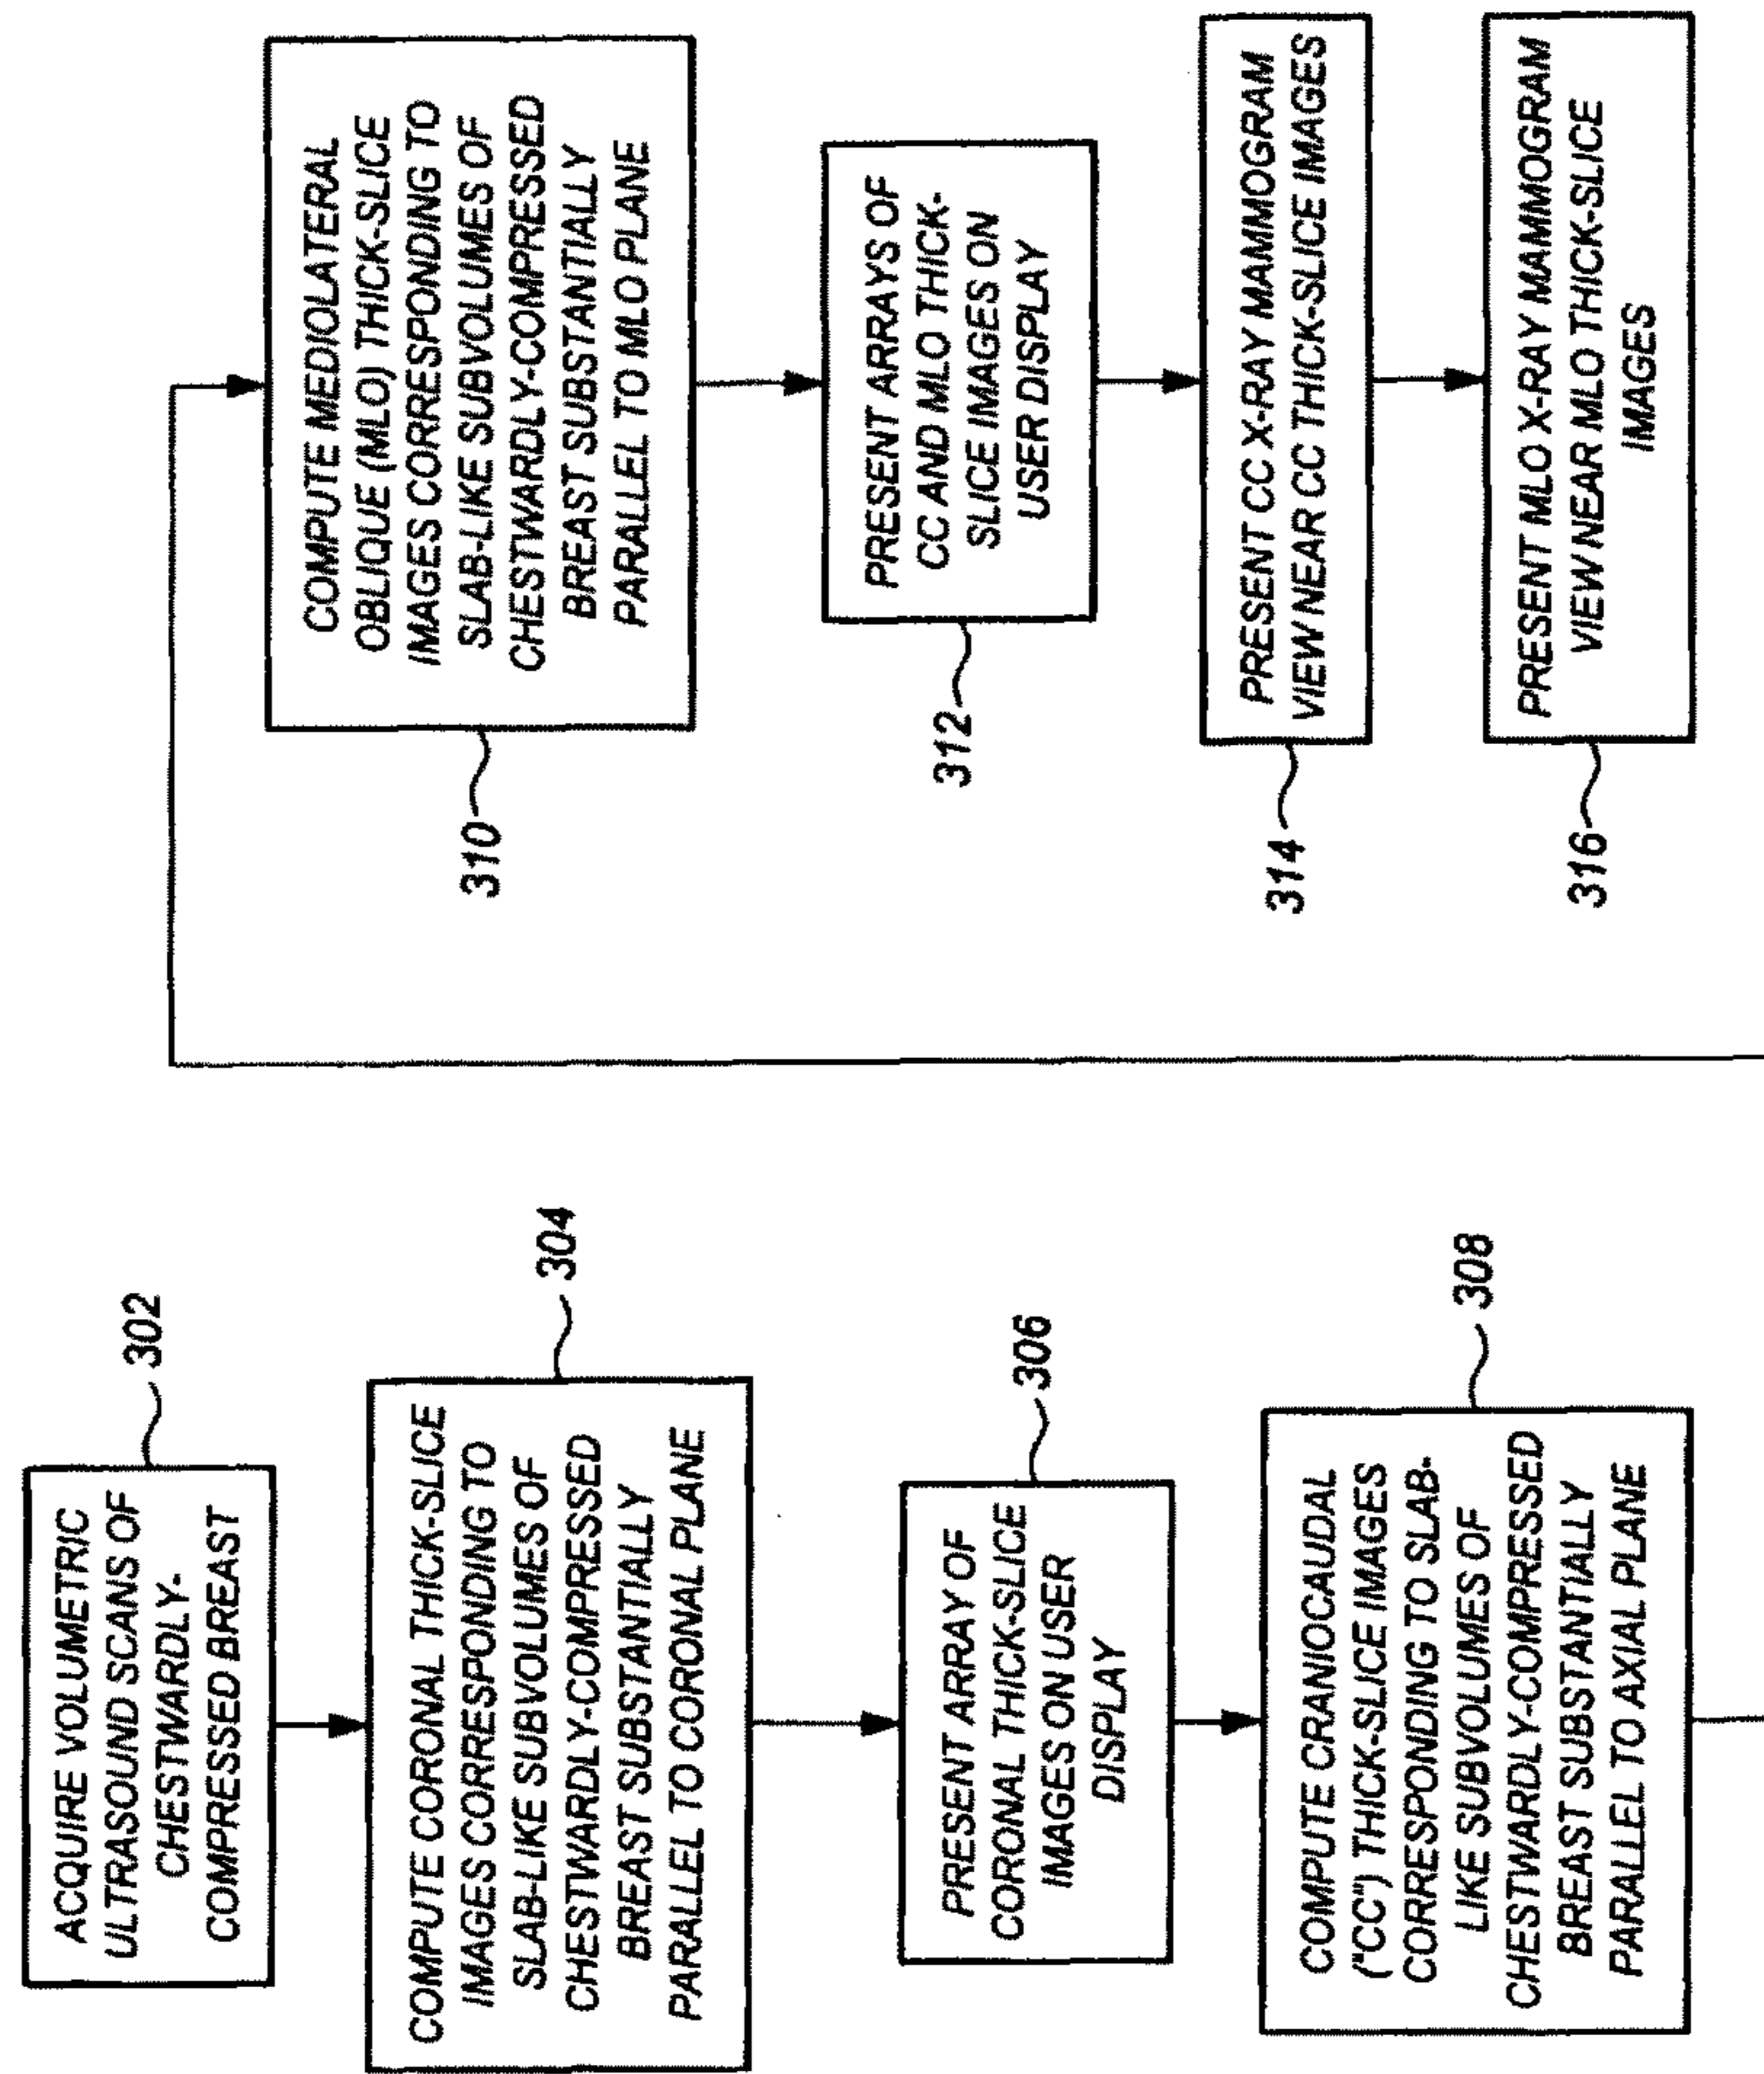 ACQUIRE VOLUMETRIC
ULTRASOUND SCANS OF
CHESTWARDLY-
COMPRESSED BREAST
302
COMPUTE CORONAL THICK-SLICE
IMAGES CORRESPONDING TO
SLAB-LIKE SUBVOLUMES OF
CHESTWARDLY-COMPRESSED
BREAST SUBSTANTIALLY
PARALLEL TO CORONAL PLANE
304
PRESENT ARRAY OF
CORONAL THICK-SLICE
IMAGES ON USER
DISPLAY
306
COMPUTE CRANIOCAUDAL
("CC") THICK-SLICE IMAGES
CORRESPONDING TO SLAB-
LIKE SUBVOLUMES OF
CHESTWARDLY-COMPRESSED
BREAST SUBSTANTIALLY
PARALLEL TO AXIAL PLANE
308
COMPUTE MEDIOLATERAL
OBLIQUE (MLO) THICK-SLICE
IMAGES CORRESPONDING TO
SLAB-LIKE SUBVOLUMES OF
CHESTWARDLY-COMPRESSED
BREAST SUBSTANTIALLY
PARALLEL TO MLO PLANE
310
PRESENT ARRAYS OF
CC AND MLO THICK-
SLICE IMAGES ON
USER DISPLAY
312
PRESENT CC X-RAY MAMMOGRAM
VIEW NEAR CC THICK-SLICE IMAGES
314
PRESENT MLO X-RAY MAMMOGRAM
VIEW NEAR MLO THICK-SLICE
IMAGES
316